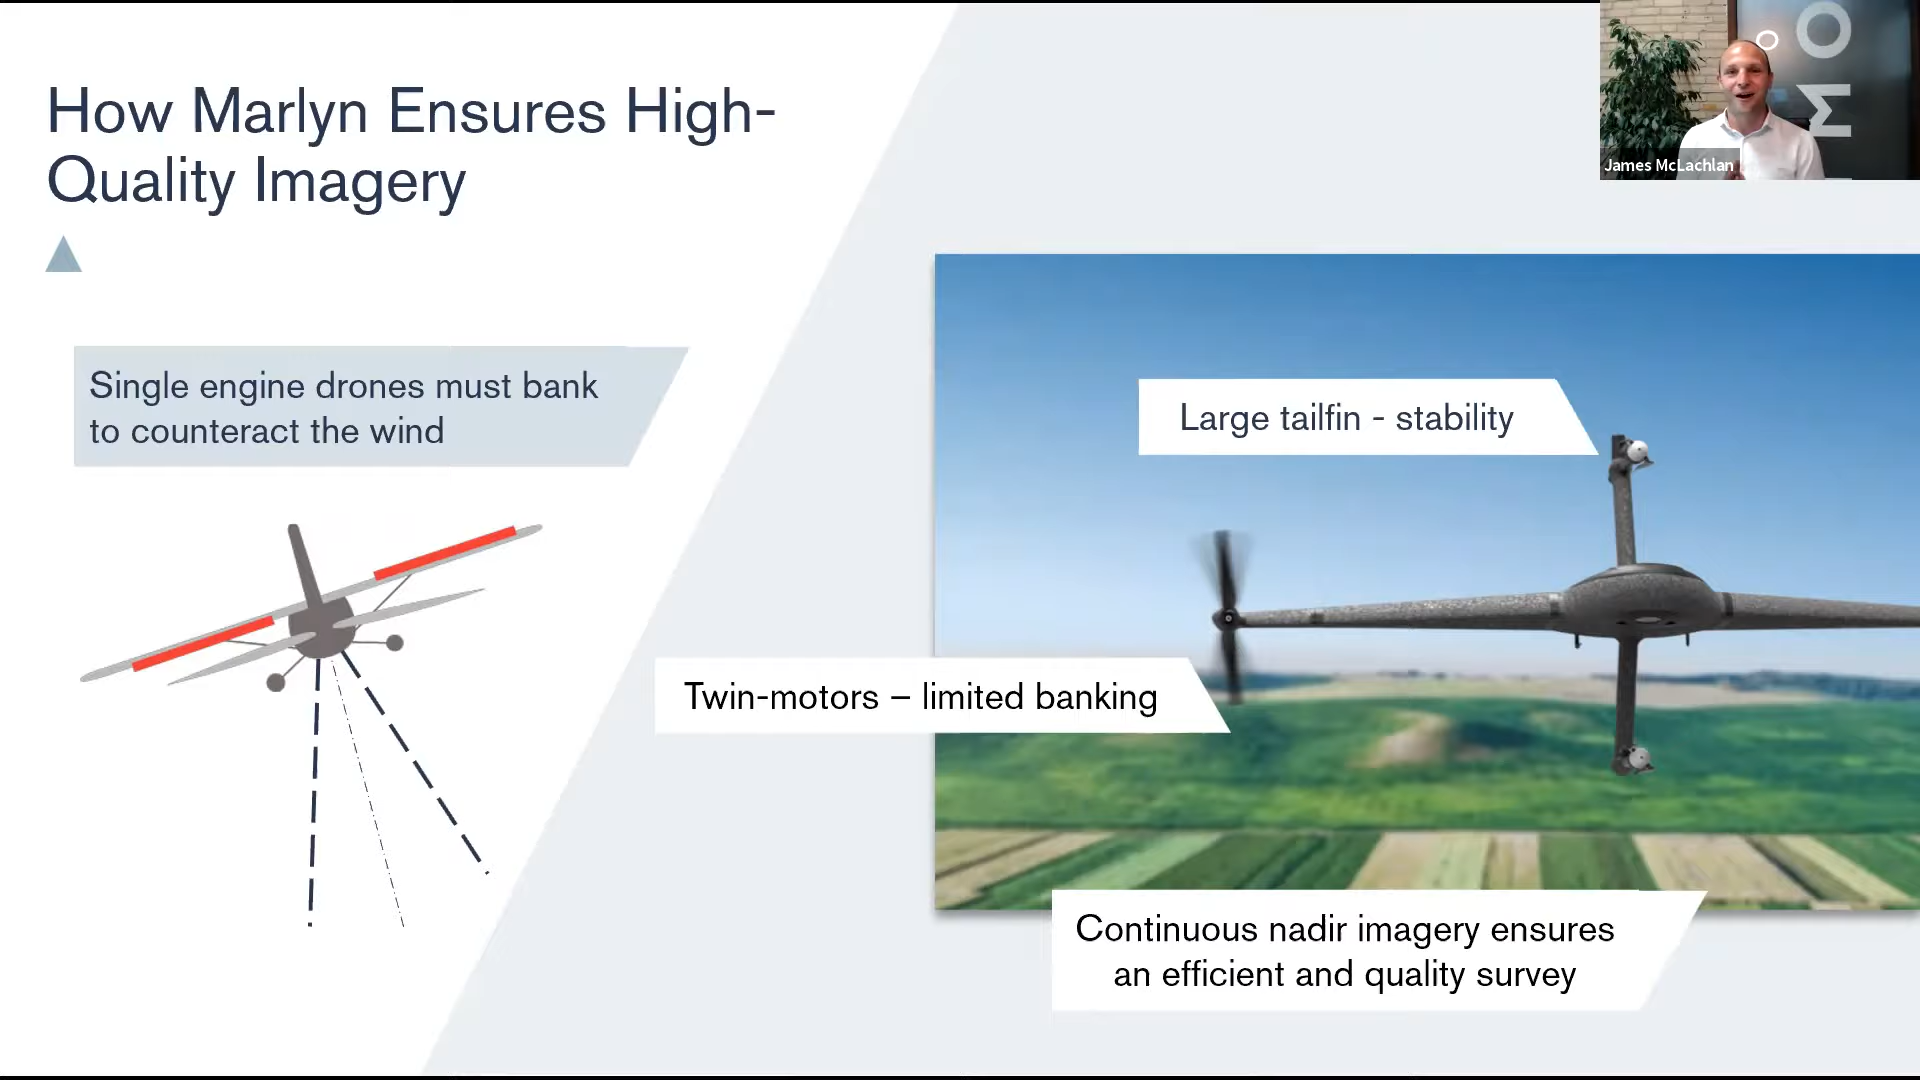 How Marlyn Ensures High-
Quality Imagery
Single engine drones must bank
to counteract the wind
Large tailfin - stability
Twin-motors – limited banking
Continuous nadir imagery ensures
an efficient and quality survey
James McLachlan